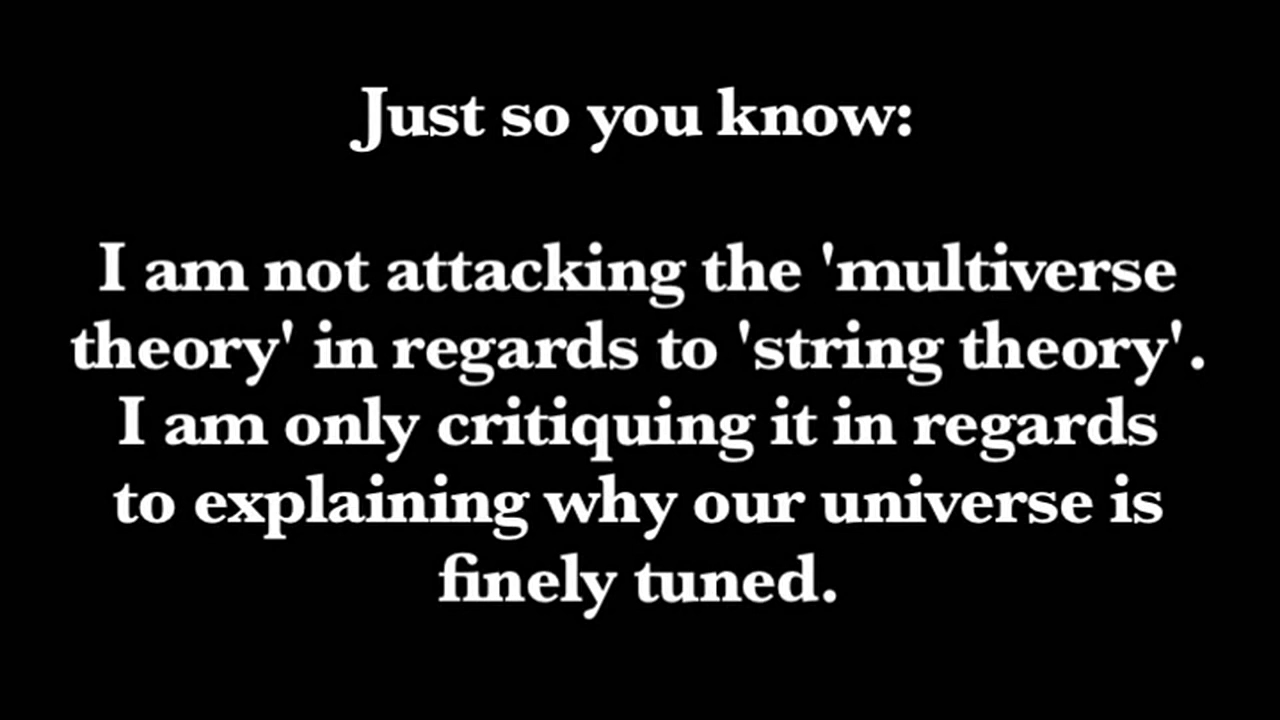 Just so you know:
I am not attacking the 'multiverse
theory' in regards to 'string theory'.
I am only critiquing it in regards
to explaining why our universe is
finely tuned.